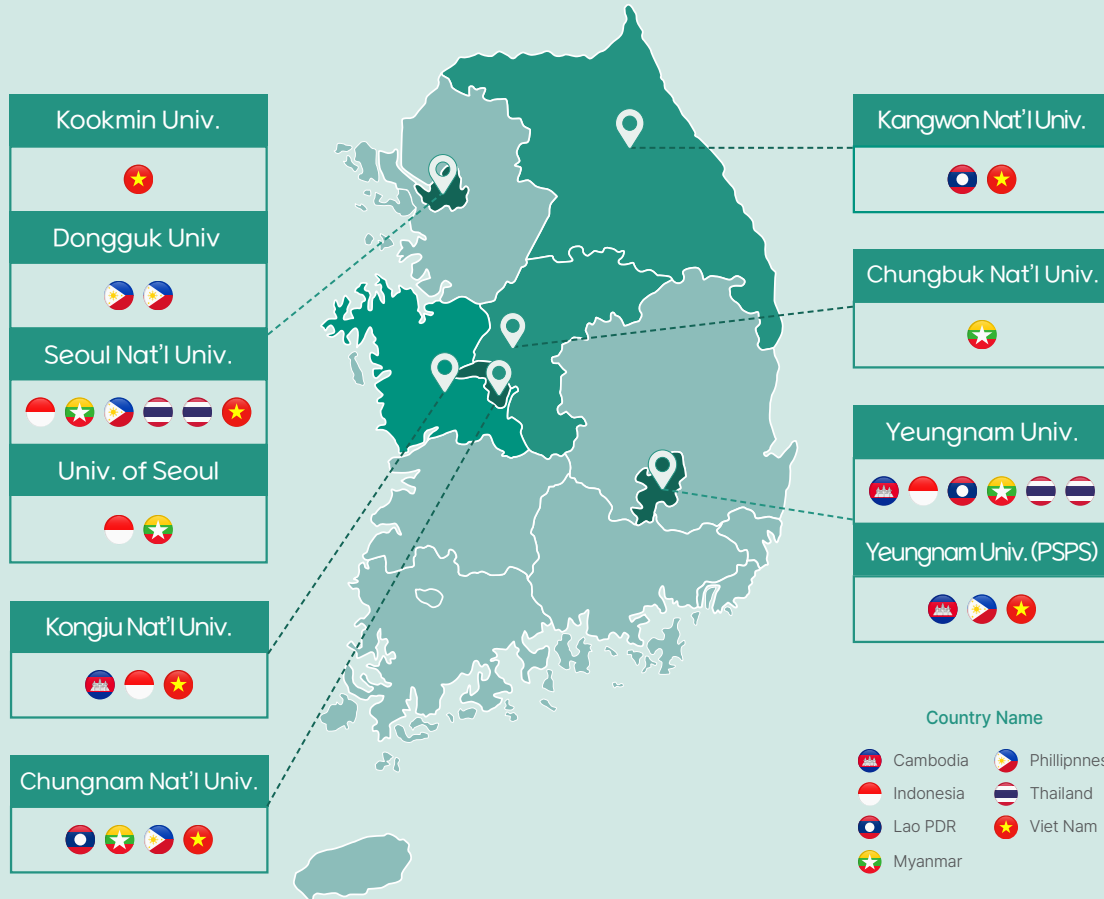 Kookmin Univ.
Dongguk Univ
Seoul Nat'l Univ.
Univ. of Seoul
Kongju Nat'l Univ.
Chungnam Nat'l Univ.
Kangwon Nat'l Univ.
Chungbuk Nat'l Univ.
Yeungnam Univ.
Yeungnam Univ. (PSPS)
Country Name
Cambodia
Phillipnnes
Indonesia
Thailand
Lao PDR
Viet Nam
Myanmar